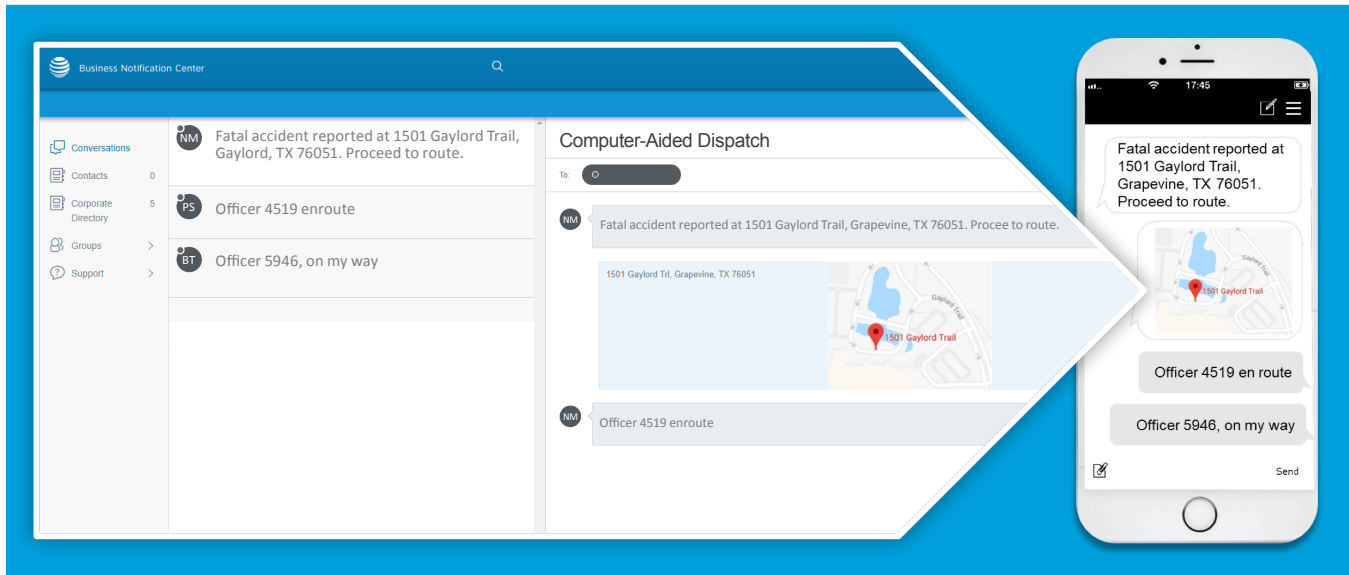 Business Notification Center
Conversations
Contacts 0
Corporate 5
Directory
Groups
Support
NM
Fatal accident reported at 1501 Gaylord Trail,
Gaylord, TX 76051. Proceed to route.
PS
Officer 4519 enroute
BT
Officer 5946, on my way
Computer-Aided Dispatch
To:
NM
Fatal accident reported at 1501 Gaylord Trail, Grapevine, TX 76051. Procee to route.
1501 Gaylord Trl, Grapevine, TX 76051
Gaylord Trail
1501 Gaylord Trail
NM
Officer 4519 enroute
17:45
Fatal accident reported at
1501 Gaylord Trail,
Grapevine, TX 76051.
Proceed to route.
Gaylord Trail
1501 Gaylord Trail
Officer 4519 en route
Officer 5946, on my way
Send